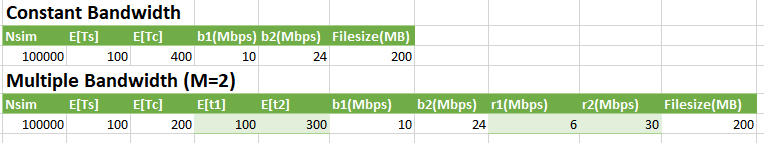 Constant Bandwidth
Nsim E[Ts] E[Tc] b1(Mbps) b2(Mbps) Filesize(MB)
100000 100 400 10 24 200
Multiple Bandwidth (M=2)
Nsim E[Ts] E[Tc] E[t1] E[t2] b1(Mbps) b2(Mbps) r1(Mbps) r2(Mbps) Filesize(MB)
100000 100 200 100 300 10 24 6 30 200